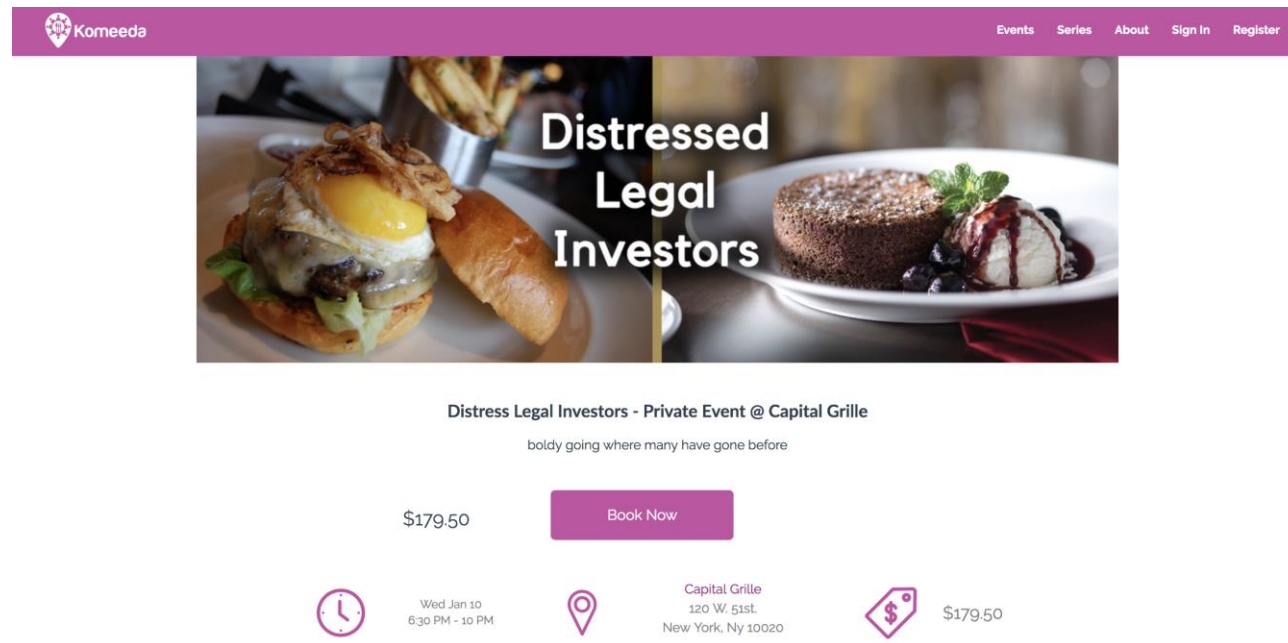 Komeeda
Events Series About Sign In Register
Distressed
Legal
Investors
Distress Legal Investors - Private Event @ Capital Grille
boldy going where many have gone before
$179.50
Book Now
Wed Jan 10
6:30 PM - 10 PM
Capital Grille
120 W. 51st.
New York, Ny 10020
$
$179.50